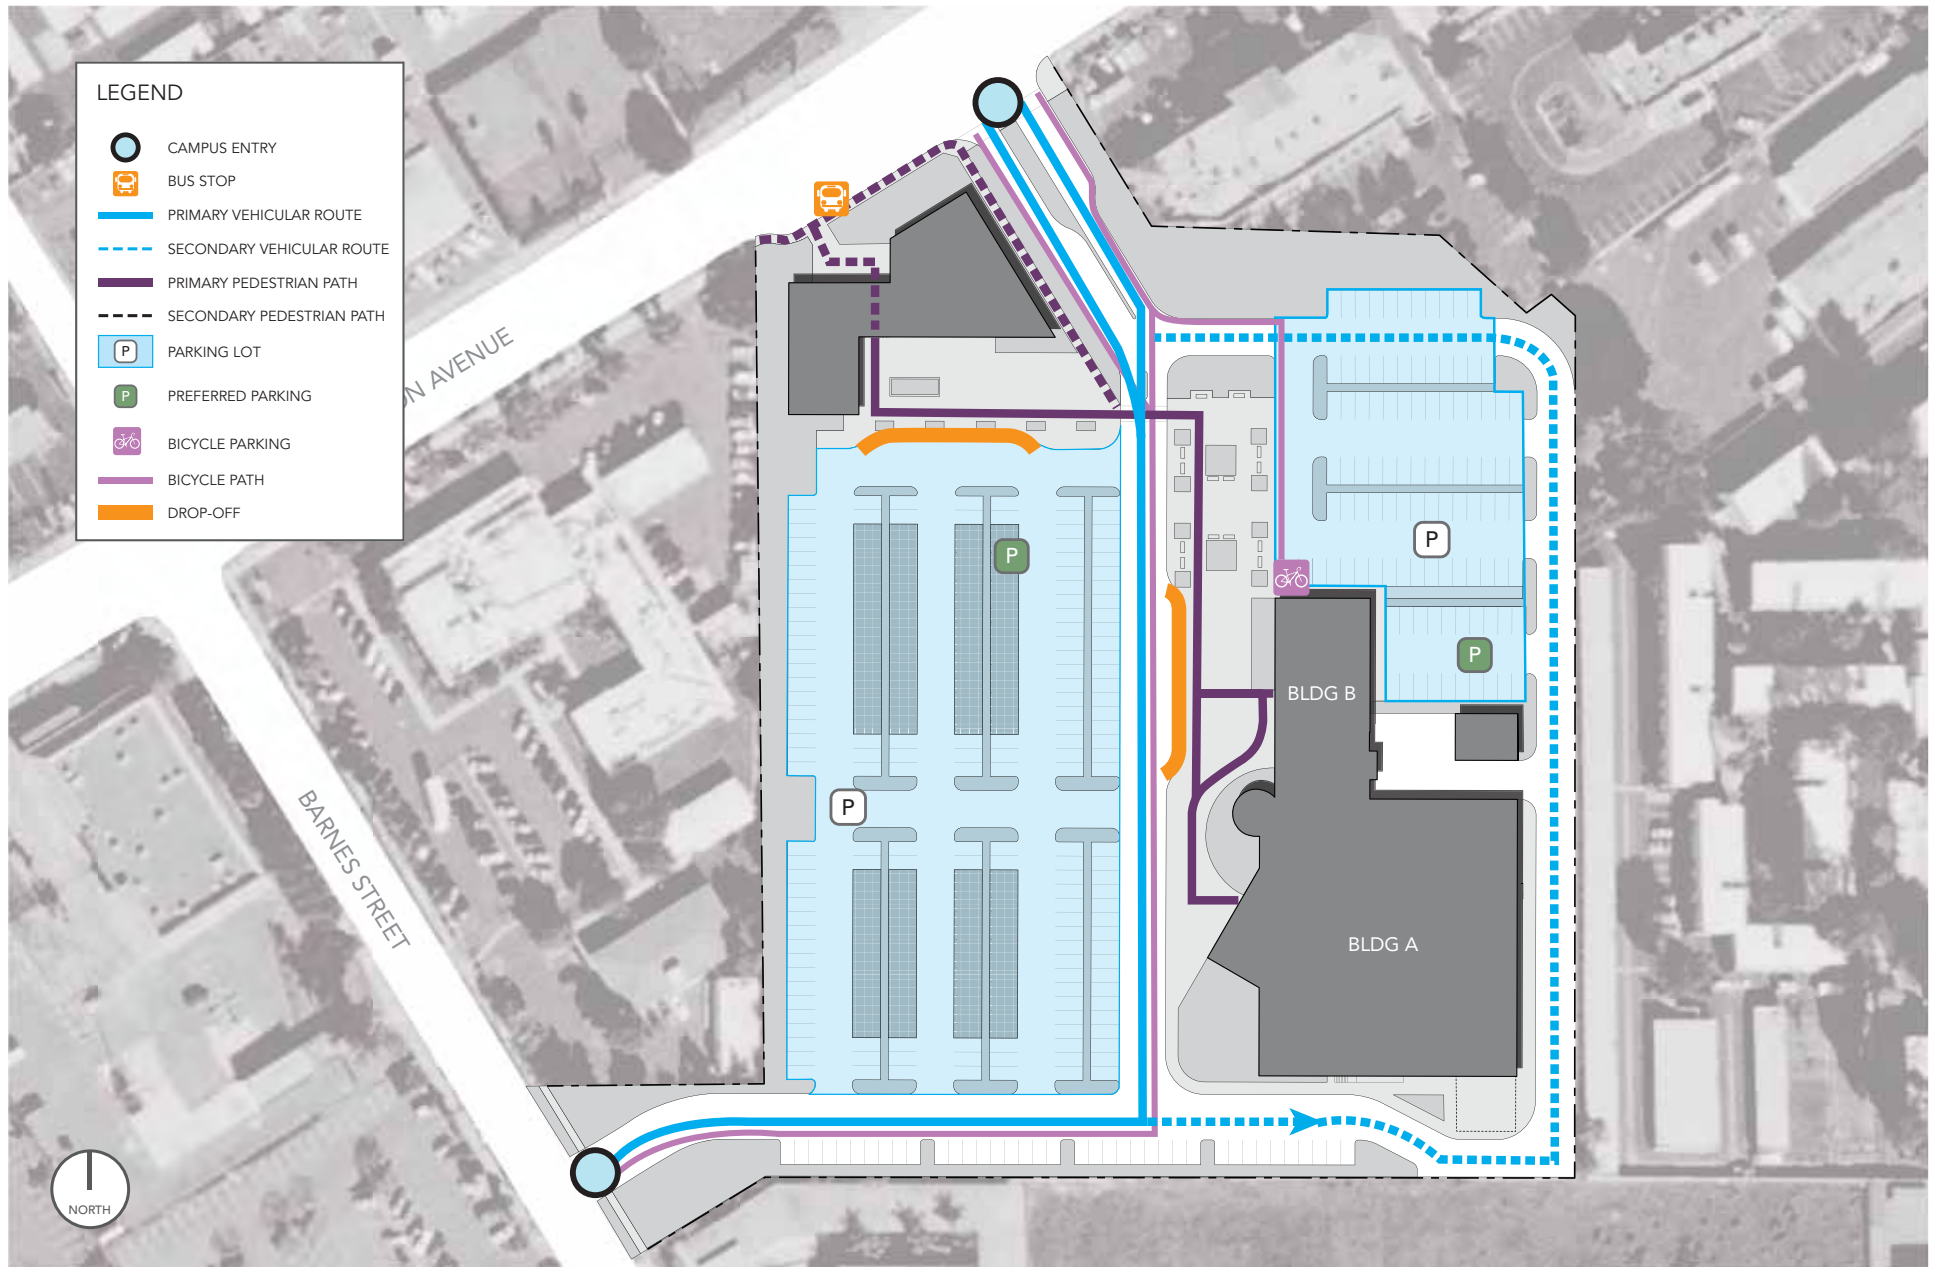 LEGEND
CAMPUS ENTRY
BUS STOP
PRIMARY VEHICULAR ROUTE
SECONDARY VEHICULAR ROUTE
PRIMARY PEDESTRIAN PATH
SECONDARY PEDESTRIAN PATH
P PARKING LOT
P PREFERRED PARKING
BICYCLE PARKING
BICYCLE PATH
DROP-OFF
AVENUE
P
P
P
P
BLDG B
BARNES STREET
BLDG A
NORTH